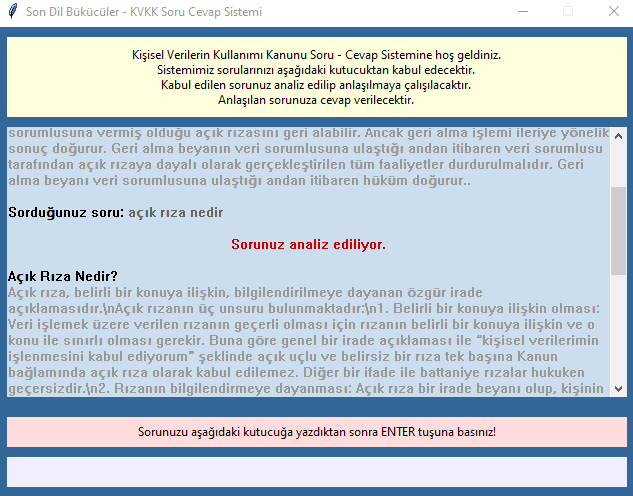 Son Dil Bükücüler - KVKK Soru Cevap Sistemi
Kişisel Verilerin Kullanımı Kanunu Soru - Cevap Sistemine hoş geldiniz.
Sistemimiz sorularınızı aşağıdaki kutucuktan kabul edecektir.
Kabul edilen sorunuz analiz edilip anlaşılmaya çalışılacaktır.
Anlaşılan sorunuza cevap verilecektir.
sorumlusuna vermiş olduğu açık rızasını geri alabilir. Ancak geri alma işlemi ileriye yönelik
sonuç doğurur. Geri alma beyanın veri sorumlusuna ulaştığı andan itibaren veri sorumlusu
tarafından açık rızaya dayalı olarak gerçekleştirilen tüm faaliyetler durdurulmalıdır. Geri
alma beyanı veri sorumlusuna ulaştığı andan itibaren hüküm doğurur..
Sorduğunuz soru: açık rıza nedir
Sorunuz analiz ediliyor.
Açık Rıza Nedir?
Açık rıza, belirli bir konuya ilişkin, bilgilendirilmeye dayanan özgür irade
açıklamasıdır.\nAçık rızanın üç unsuru bulunmaktadır:\n1. Belirli bir konuya ilişkin olması:
Veri işlemek üzere verilen rızanın geçerli olması için rızanın belirli bir konuya ilişkin ve o
konu ile sınırlı olması gerekir. Buna göre genel bir irade açıklaması ile "kişisel verilerimin
işlenmesini kabul ediyorum" şeklinde açık uçlu ve belirsiz bir rıza tek başına Kanun
bağlamında açık rıza olarak kabul edilemez. Diğer bir ifade ile battaniye rızalar hukuken
geçersizdir.\n2. Rızanın bilgilendirmeye dayanması: Açık rıza bir irade beyanı olup, kişinin
Sorunuzu aşağıdaki kutucuğa yazdıktan sonra ENTER tuşuna basınız!